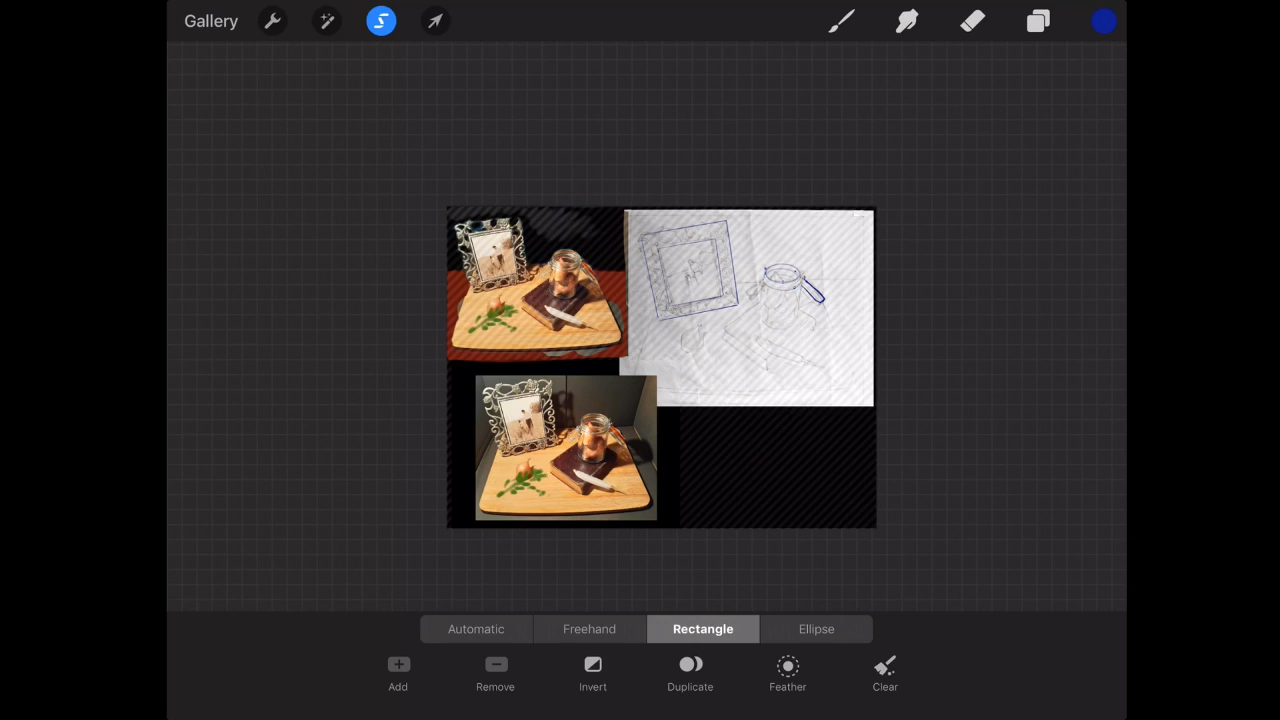 Gallery
Automatic
Freehand
Rectangle
Ellipse
Add
Remove
Invert
Duplicate
Feather
Clear